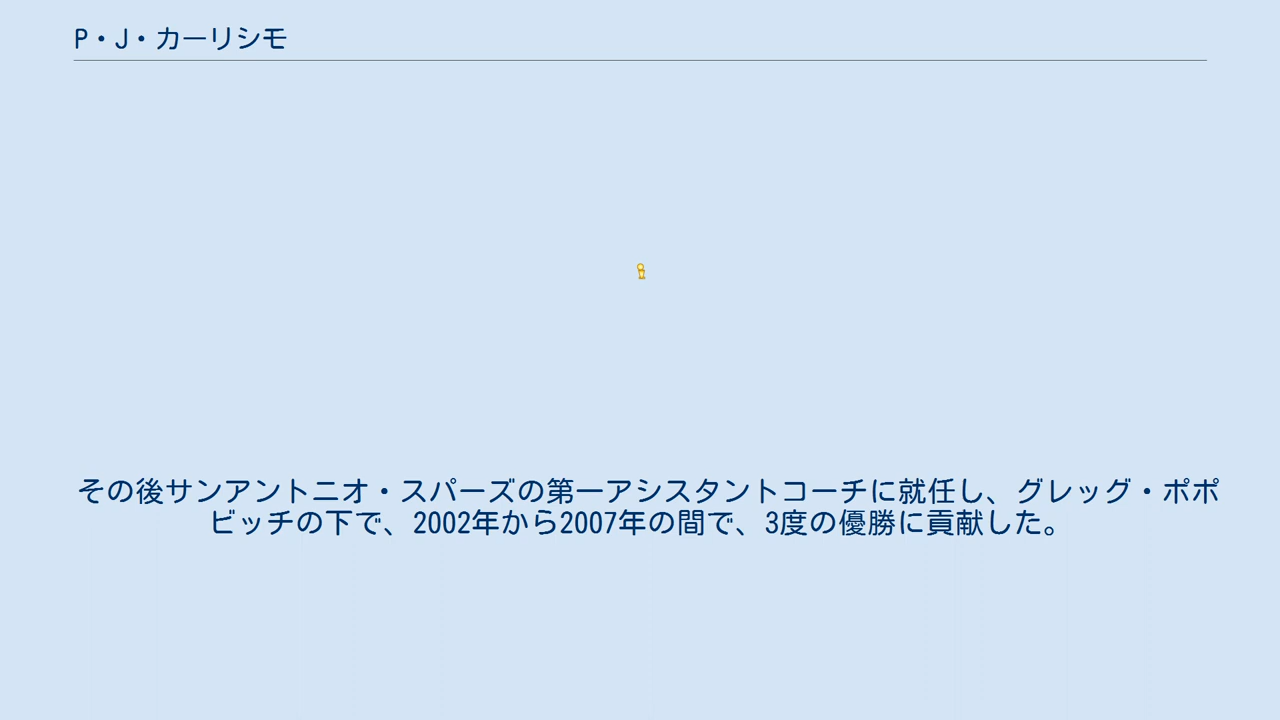 P・J・カーリシモ
その後サンアントニオ・スパーズの第一アシスタントコーチに就任し、グレッグ・ポポ
ビッチの下で、2002年から2007年の間で、3度の優勝に貢献した。